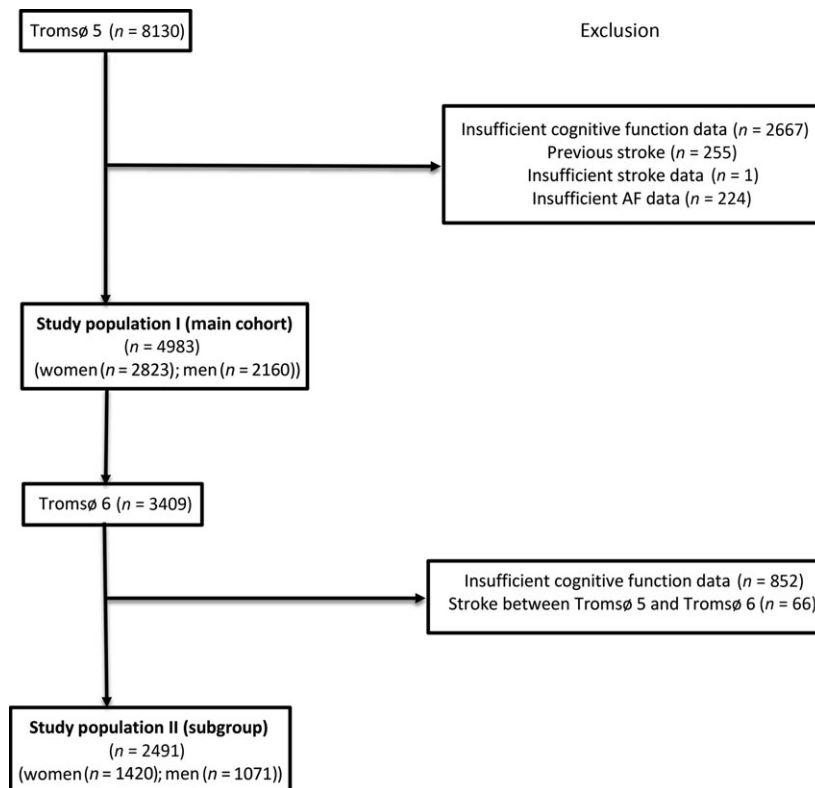 Tromsø 5 (n = 8130)
Exclusion
Insufficient cognitive function data (n = 2667)
Previous stroke (n = 255)
Insufficient stroke data (n = 1)
Insufficient AF data (n = 224)
Study population I (main cohort)
(n = 4983)
(women (n = 2823); men (n = 2160))
Tromsø 6 (n = 3409)
Insufficient cognitive function data (n = 852)
Stroke between Tromsø 5 and Tromsø 6 (n = 66)
Study population II (subgroup)
(n = 2491)
(women (n = 1420); men (n = 1071))